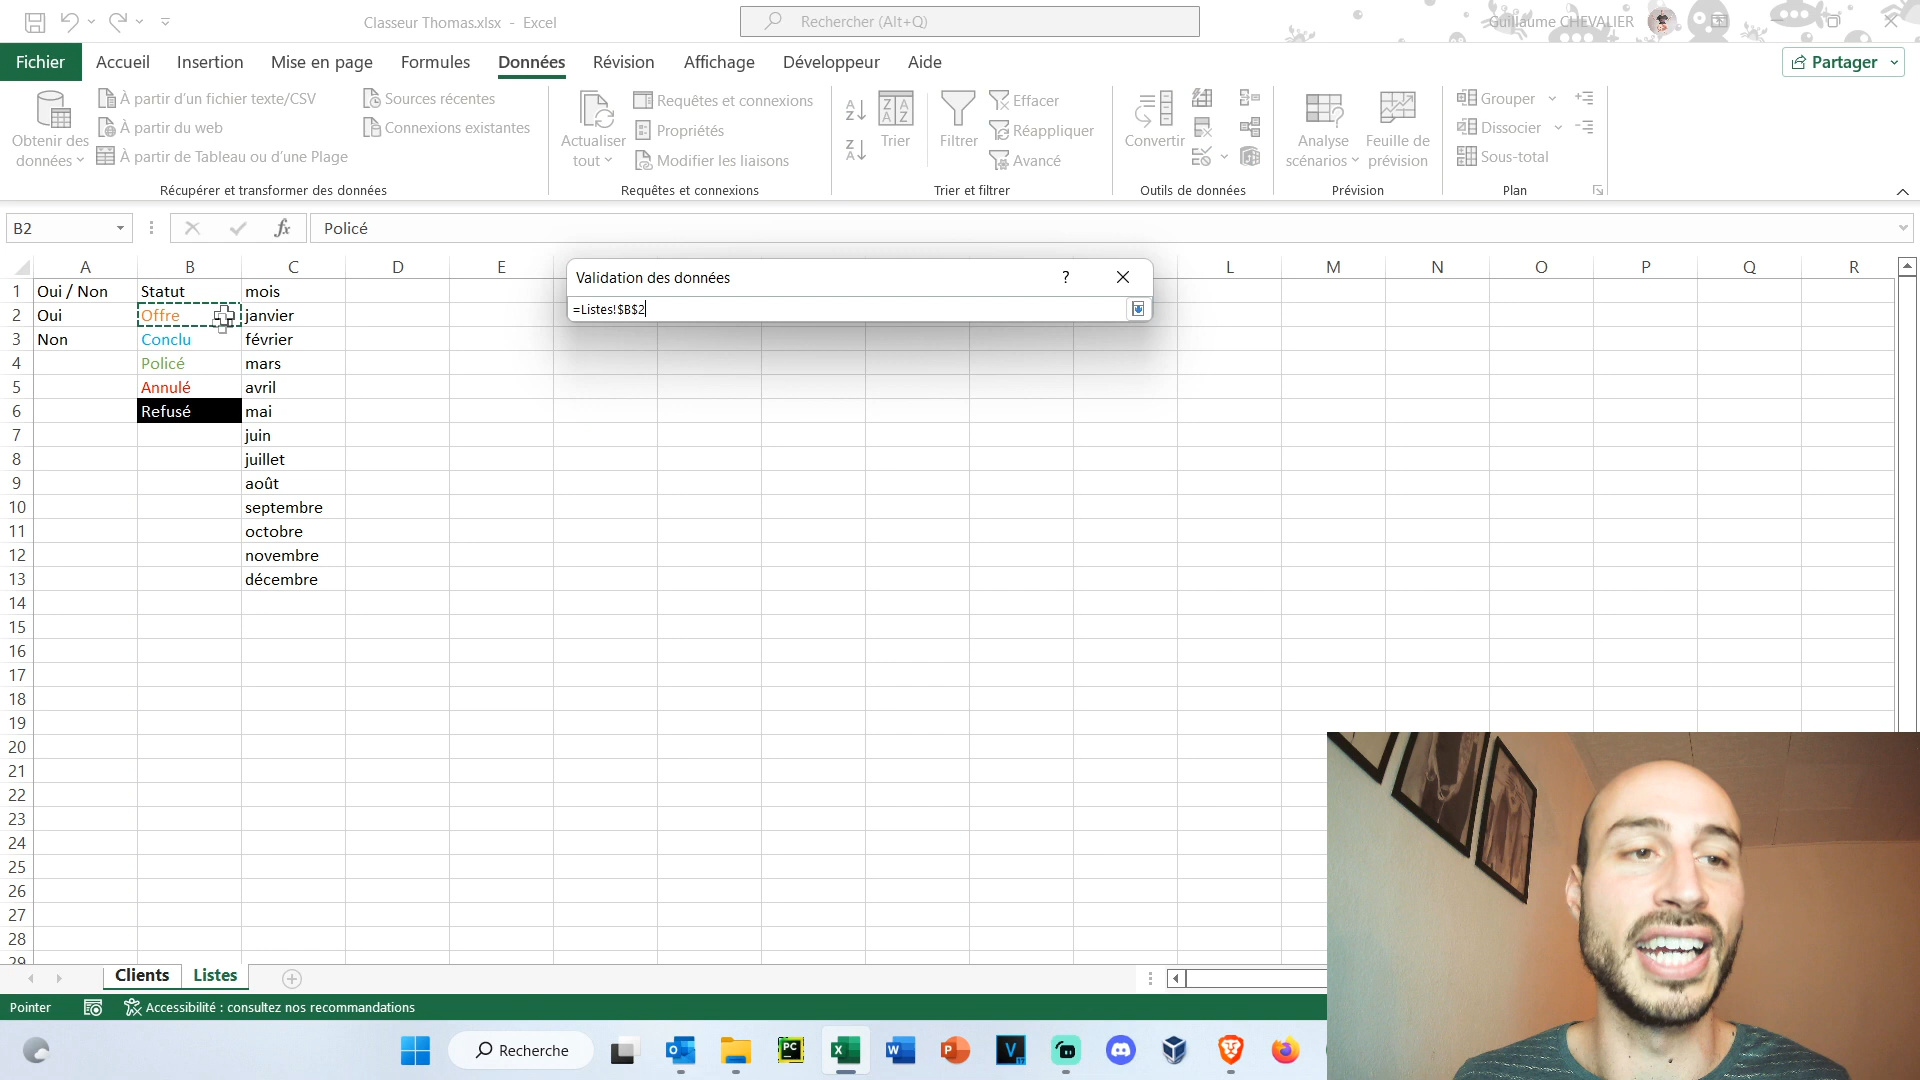 Classeur Thomas.xlsx - Excel
Rechercher (Alt+Q)
Guillaume CHEVALIER
Fichier Accueil Insertion Mise en page Formules Données Révision Affichage Développeur Aide
Partager
Obtenir des données
À partir d'un fichier texte/CSV
À partir du web
À partir de Tableau ou d'une Plage
Sources récentes
Connexions existantes
Récupérer et transformer des données
Actualiser tout
Requêtes et connexions
Propriétés
Modifier les liaisons
Requêtes et connexions
Trier
Filtrer
Effacer
Réappliquer
Avancé
Trier et filtrer
Convertir
Outils de données
Analyse scénarios
Feuille de prévision
Prévision
Grouper
Dissocier
Sous-total
Plan
B2
fx
Policé
A B C D E L M N O P Q R
Validation des données ?
=Listes!$B$2
1 Oui / Non Statut mois
2 Oui Offre janvier
3 Non Conclu février
4 Policé mars
5 Annulé avril
6 Refusé mai
7 juin
8 juillet
9 août
10 septembre
11 octobre
12 novembre
13 décembre
14
15
16
17
18
19
20
21
22
23
24
25
26
27
28
29
Clients Listes
Pointer
Accessibilité : consultez nos recommandations
Recherche